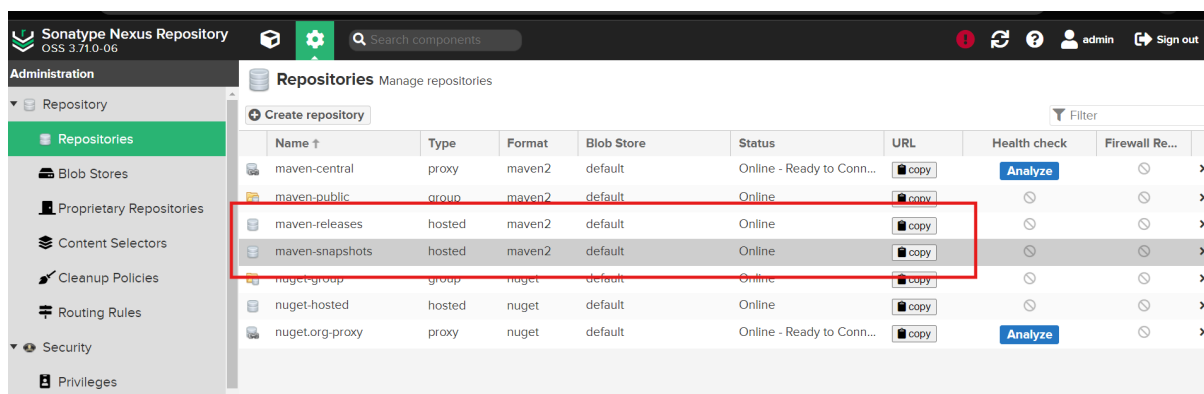 Sonatype Nexus Repository
OSS 3.71.0-06
Search components
admin
Sign out
Administration
Repositories Manage repositories
Repository
Create repository
Filter
Repositories
Name Type Format Blob Store Status URL Health check Firewall Re...
Blob Stores
maven-central proxy maven2 default Online - Ready to Conn... copy Analyze
Proprietary Repositories
maven-public group maven2 default Online copy
maven-releases hosted maven2 default Online copy
Content Selectors
maven-snapshots hosted maven2 default Online copy
Cleanup Policies
nuget-group group nuget default Online copy
Routing Rules
nuget-hosted hosted nuget default Online copy
nuget.org-proxy proxy nuget default Online - Ready to Conn... copy Analyze
Security
Privileges